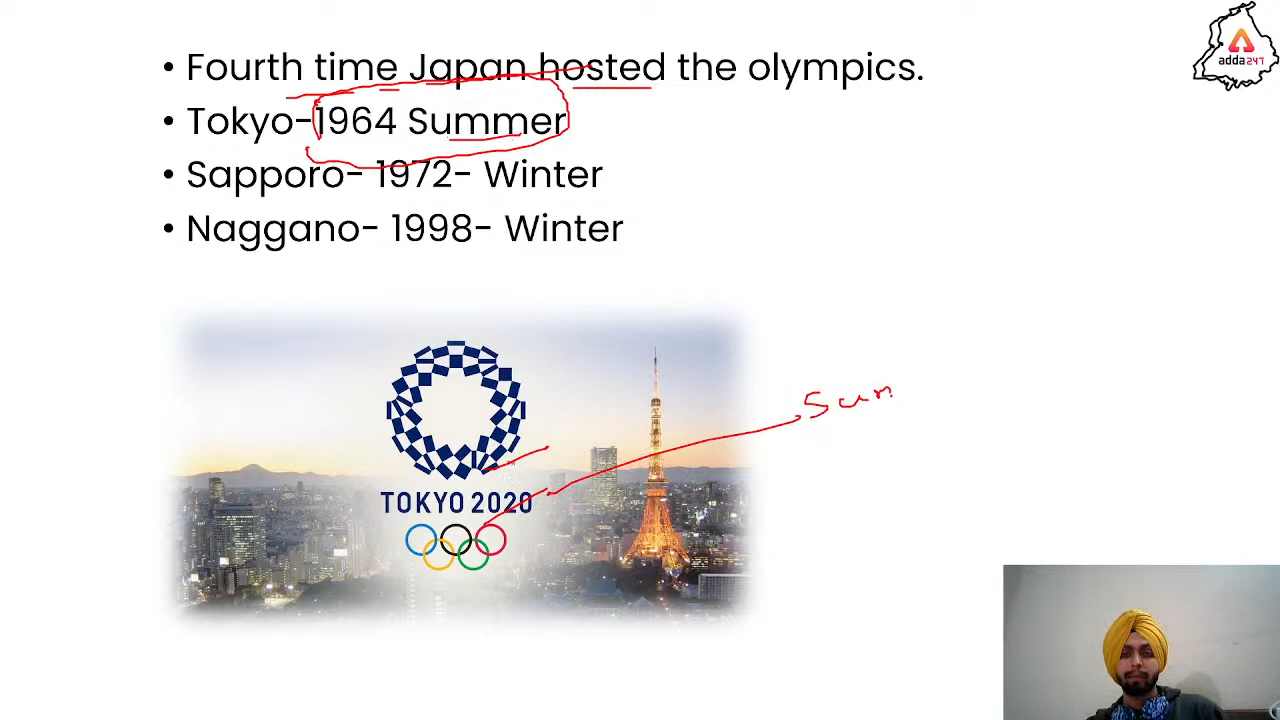 • Fourth time Japan hosted the olympics.
• Tokyo-1964 Summer
• Sapporo- 1972- Winter
• Naggano- 1998- Winter
adda247
Sum
TOKYO 2020